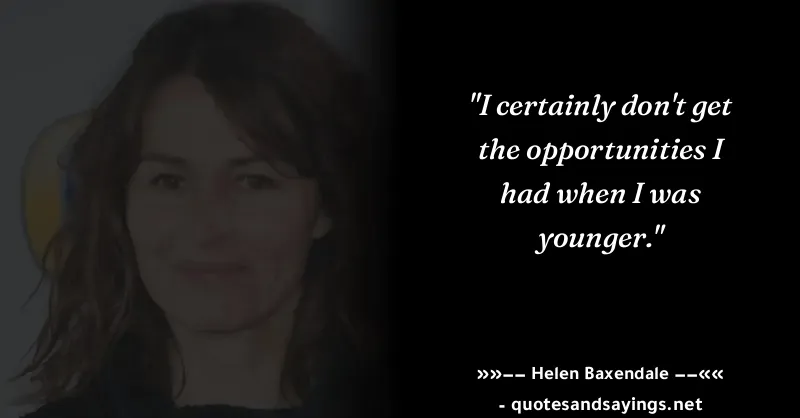 "I certainly don't get
the opportunities I
had when I was
younger."
»»−− Helen Baxendale −−««
- quotesandsayings.net